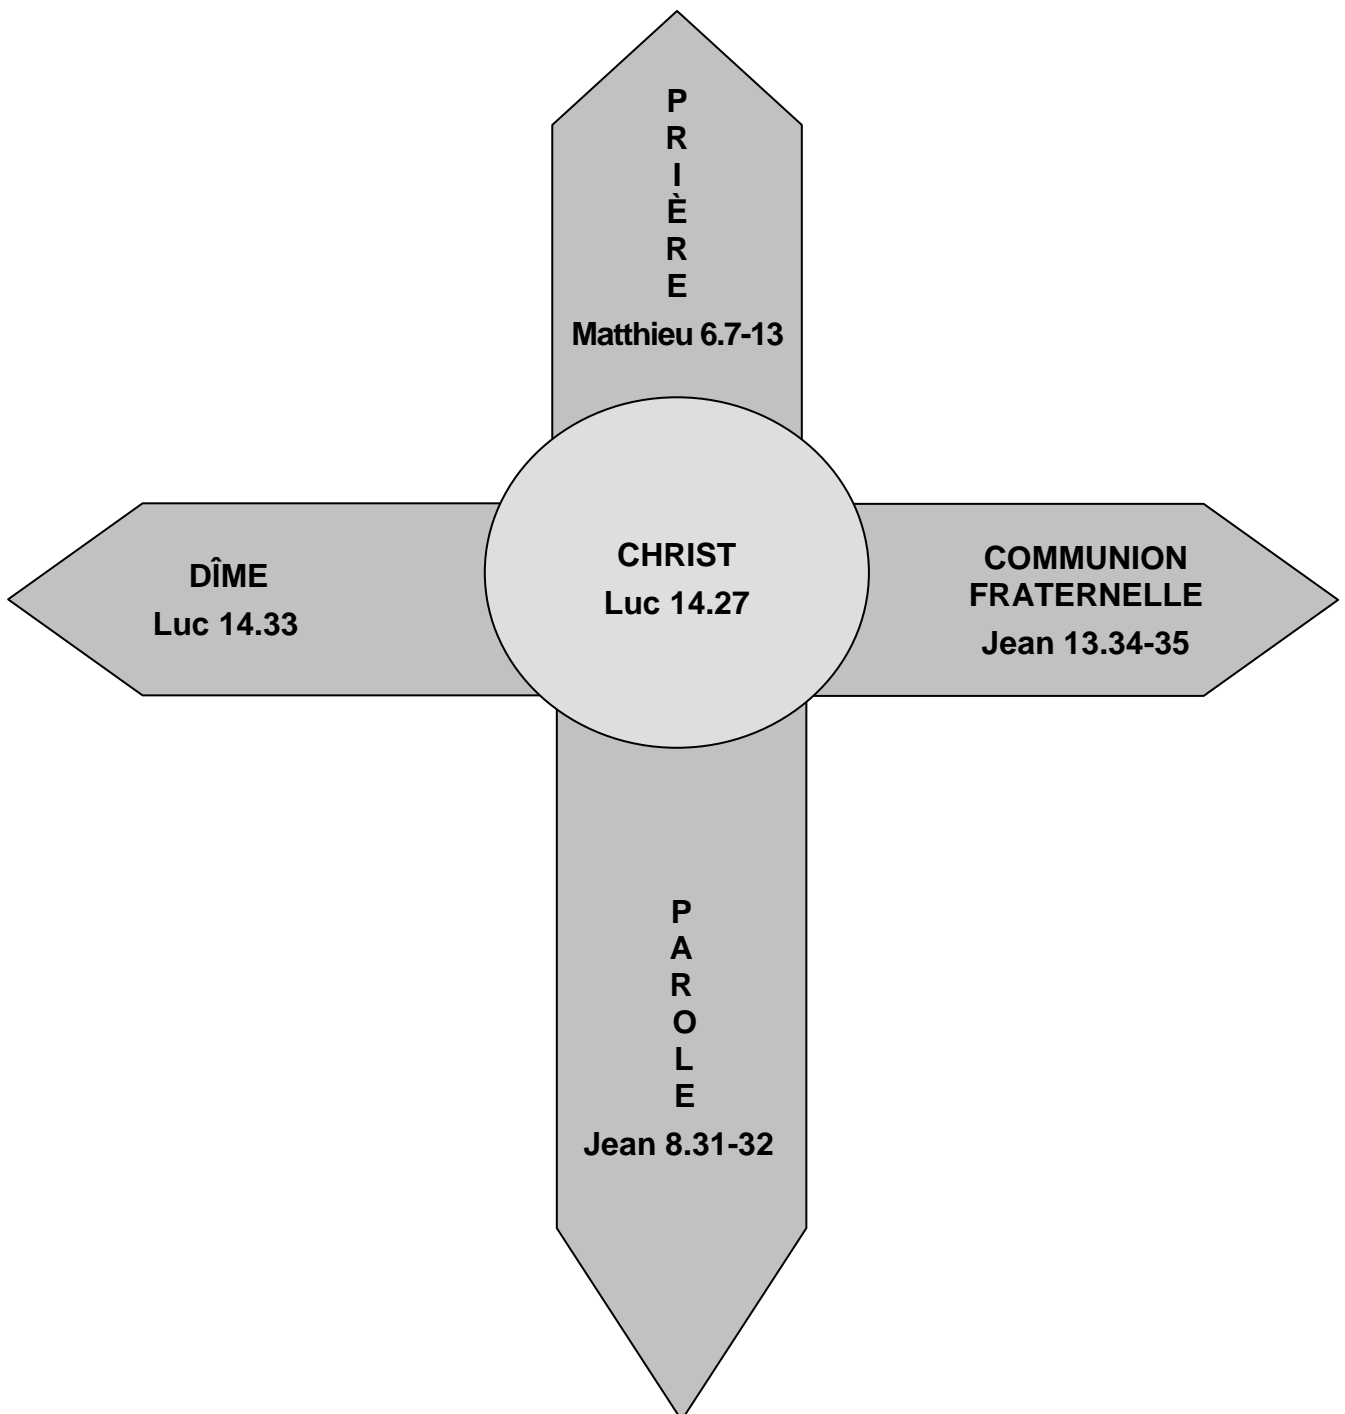 P
R
I
È
R
E
Matthieu 6.7-13
DÎME
Luc 14.33
CHRIST
Luc 14.27
COMMUNION
FRATERNELLE
Jean 13.34-35
P
A
R
O
L
E
Jean 8.31-32